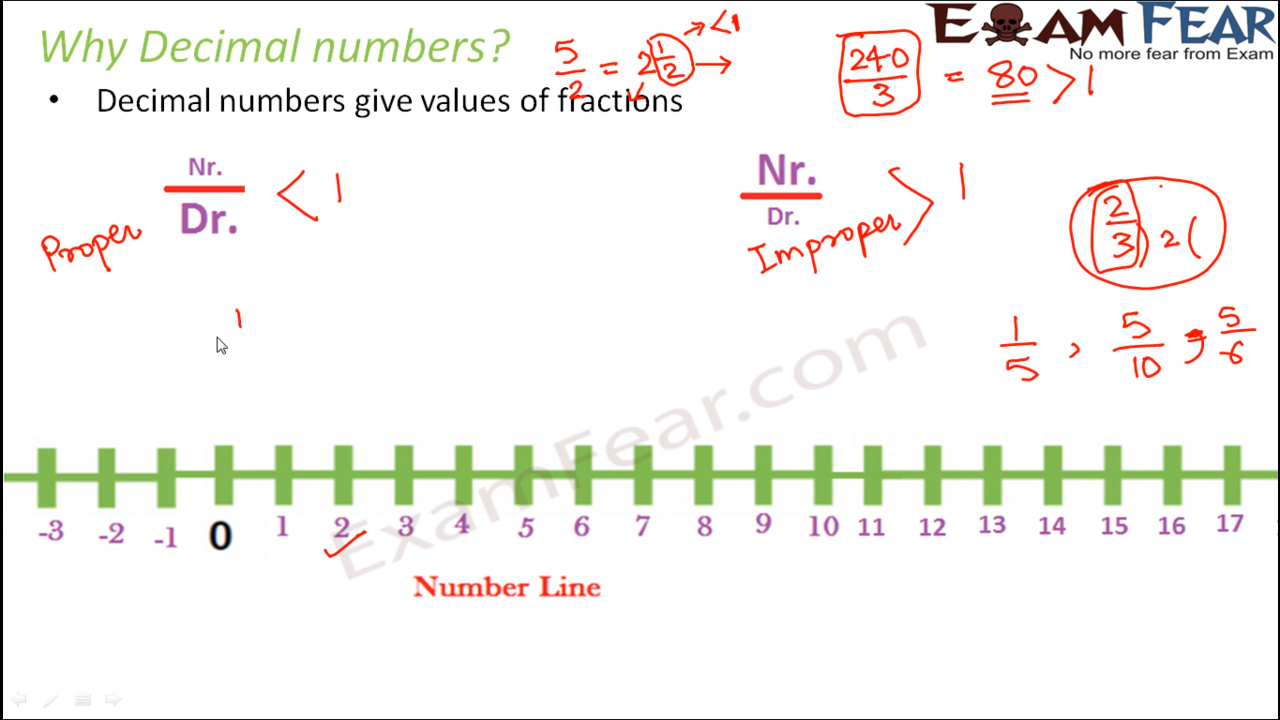 Why Decimal numbers?
5/2 = 2 1/2 → < 1
→
240/3 = 80 > 1
EXAM FEAR
No more fear from Exam
• Decimal numbers give values of fractions
Nr.
Dr.
< 1
Proper
Nr.
Dr.
> 1
Improper
2/3 ) 2 (
1
1/5 , 5/10 , 5/6
ExamFear.com
-3 -2 -1 0 1 2 3 4 5 6 7 8 9 10 11 12 13 14 15 16 17
Number Line